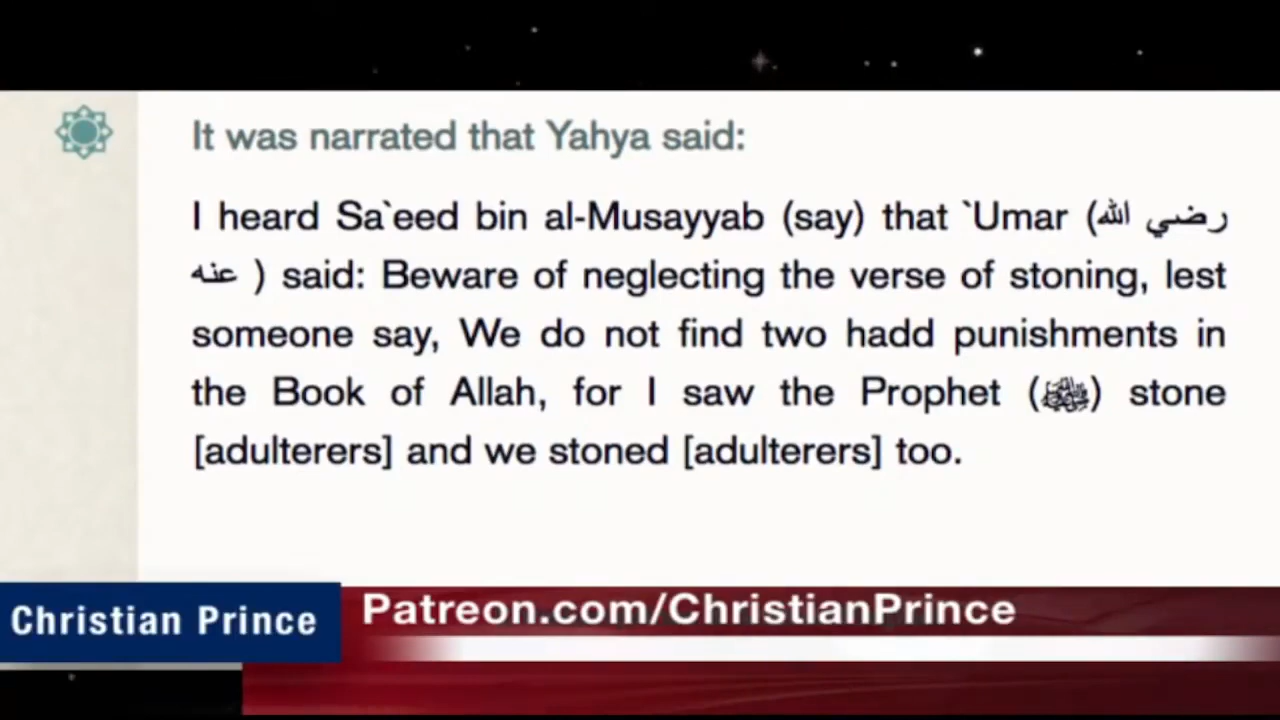 It was narrated that Yahya said:
I heard Sa`eed bin al-Musayyab (say) that `Umar (رضي الله
عنه ) said: Beware of neglecting the verse of stoning, lest
someone say, We do not find two hadd punishments in
the Book of Allah, for I saw the Prophet (ﷺ) stone
[adulterers] and we stoned [adulterers] too.
Christian Prince
Patreon.com/ChristianPrince